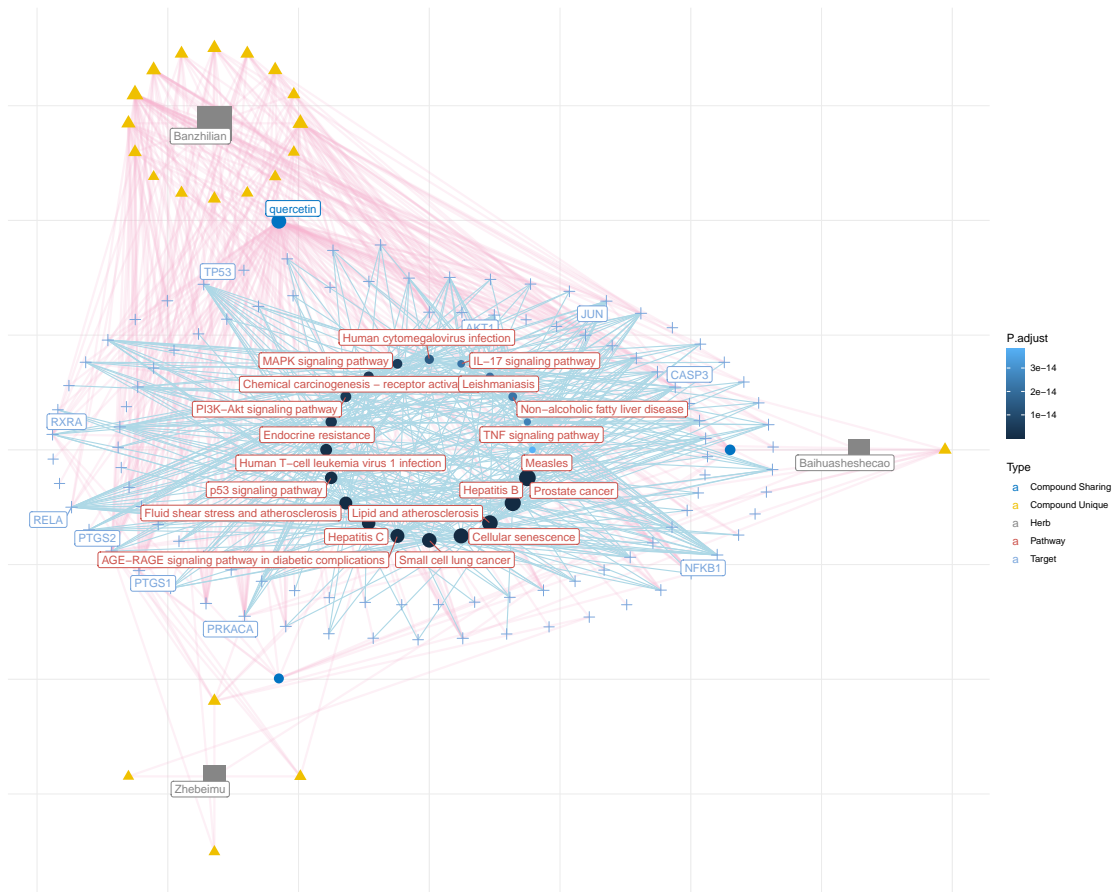 Banzhilian
quercetin
TP53
JUN
AKT1
Human cytomegalovirus infection
MAPK signaling pathway
IL−17 signaling pathway
Chemical carcinogenesis − receptor activa
Leishmaniasis
CASP3
PI3K−Akt signaling pathway
Non−alcoholic fatty liver disease
RXRA
Endocrine resistance
TNF signaling pathway
Human T−cell leukemia virus 1 infection
Measles
Baihuasheshecao
p53 signaling pathway
Hepatitis B
Prostate cancer
Fluid shear stress and atherosclerosis
Lipid and atherosclerosis
RELA
PTGS2
Hepatitis C
Cellular senescence
AGE−RAGE signaling pathway in diabetic complications
Small cell lung cancer
NFKB1
PTGS1
PRKACA
Zhebeimu
P.adjust
3e−14
2e−14
1e−14
Type
a Compound Sharing
a Compound Unique
a Herb
a Pathway
a Target